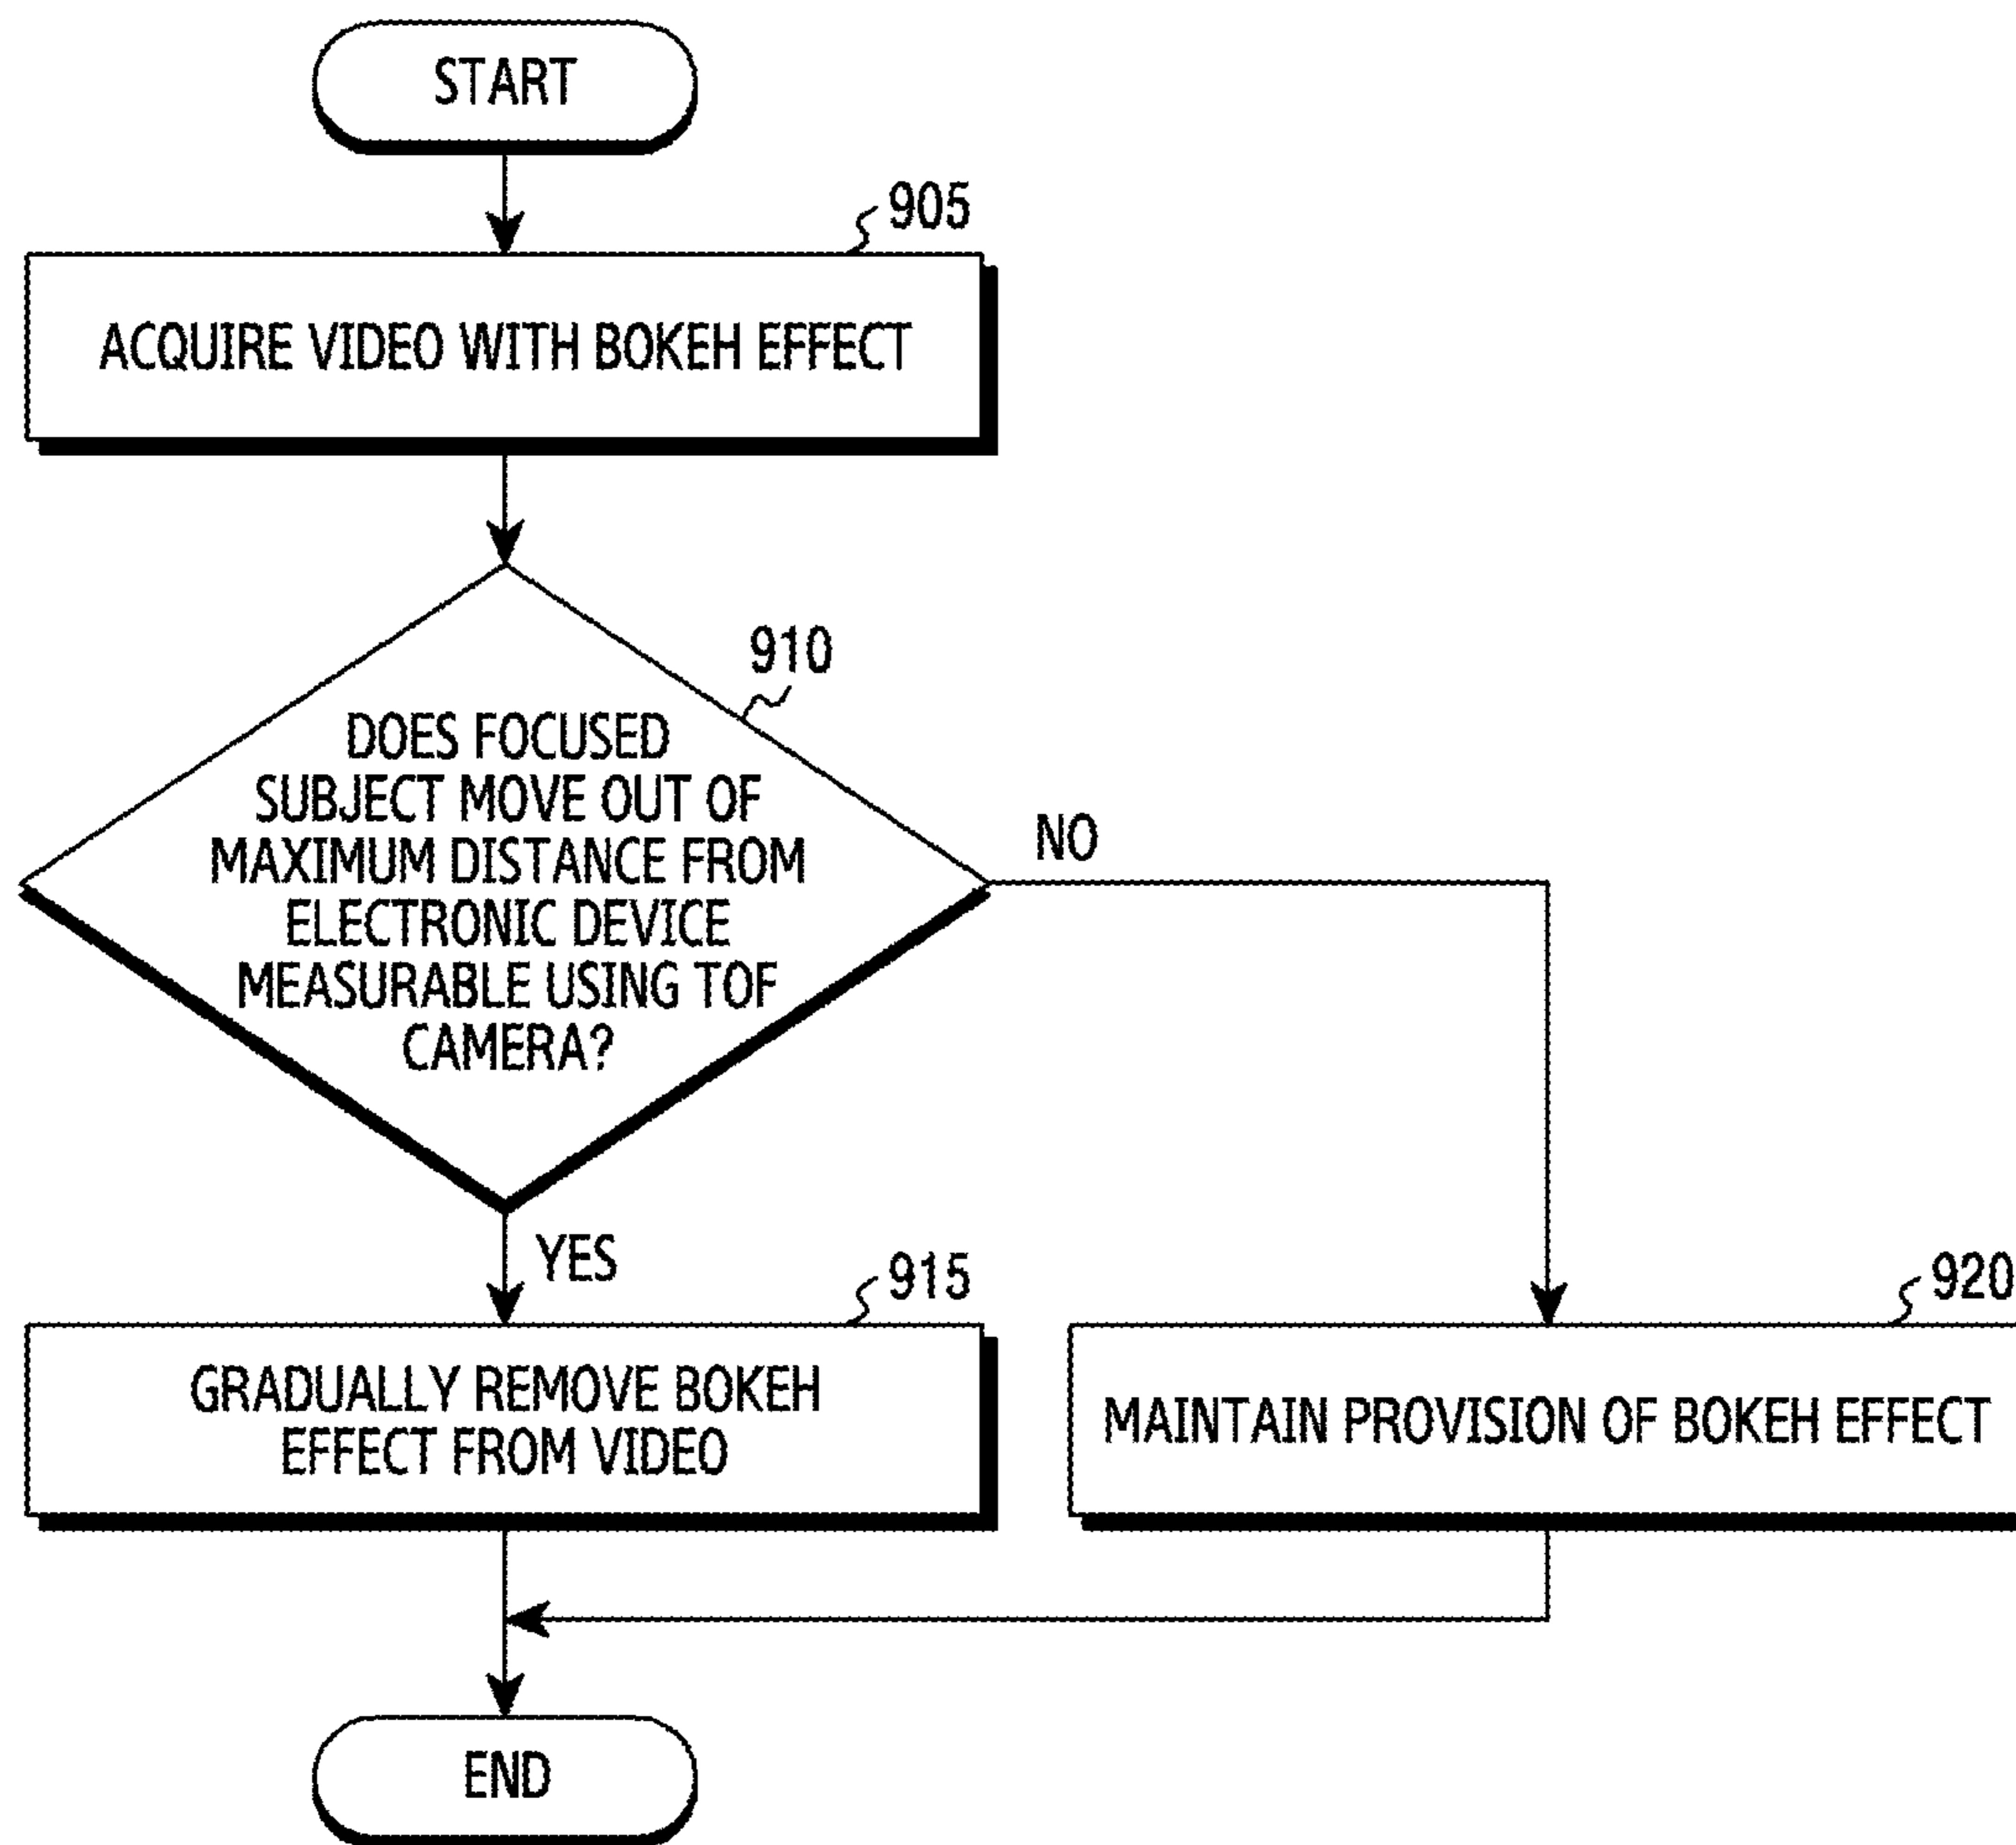 START
905
ACQUIRE VIDEO WITH BOKEH EFFECT
910
DOES FOCUSED
SUBJECT MOVE OUT OF
MAXIMUM DISTANCE FROM
ELECTRONIC DEVICE
MEASURABLE USING TOF
CAMERA?
NO
YES
915
GRADUALLY REMOVE BOKEH
EFFECT FROM VIDEO
920
MAINTAIN PROVISION OF BOKEH EFFECT
END